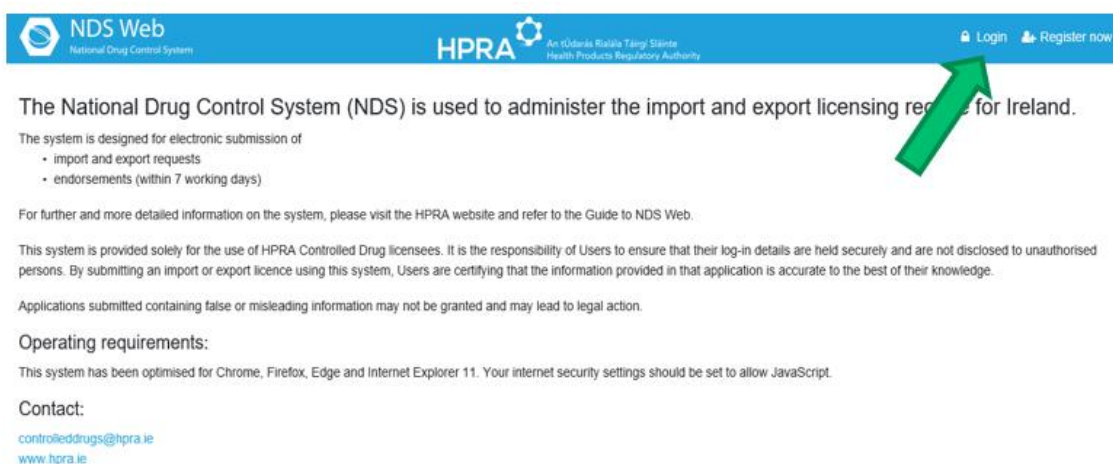 NDS Web
National Drug Control System
HPRA
An tÚdarás Rialála Táirgí Sláinte
Health Products Regulatory Authority
Login
Register now
The National Drug Control System (NDS) is used to administer the import and export licensing for Ireland.
The system is designed for electronic submission of
• import and export requests
• endorsements (within 7 working days)
For further and more detailed information on the system, please visit the HPRA website and refer to the Guide to NDS Web.
This system is provided solely for the use of HPRA Controlled Drug licensees. It is the responsibility of Users to ensure that their log-in details are held securely and are not disclosed to unauthorised
persons. By submitting an import or export licence using this system, Users are certifying that the information provided in that application is accurate to the best of their knowledge.
Applications submitted containing false or misleading information may not be granted and may lead to legal action.
Operating requirements:
This system has been optimised for Chrome, Firefox, Edge and Internet Explorer 11. Your internet security settings should be set to allow JavaScript.
Contact:
controlleddrugs@hpra.ie
www.hpra.ie